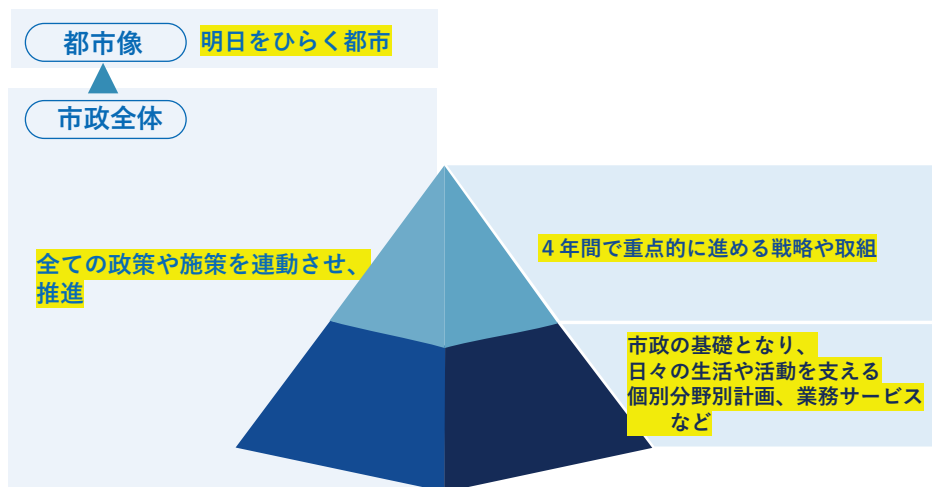 都市像
明日をひらく都市
市政全体
全ての政策や施策を連動させ、
推進
4年間で重点的に進める戦略や取組
市政の基礎となり、
日々の生活や活動を支える
個別分野別計画、業務サービス
など